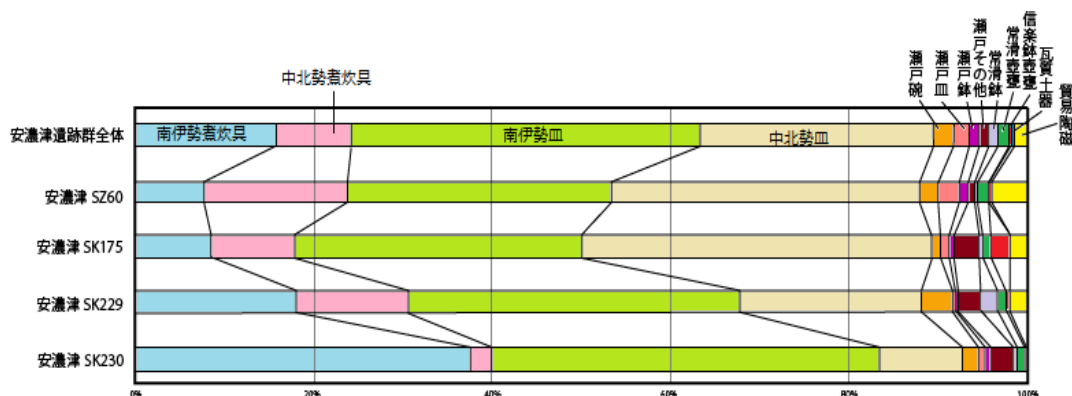 中北勢煮炊具
瀬戸碗
瀬戸皿
瀬戸鉢
瀬戸その他
常滑鉢
常滑壺甕
信楽鉢壺甕
瓦質土器
貿易陶磁
安濃津遺跡群全体
南伊勢煮炊具
南伊勢皿
中北勢皿
安濃津 SZ60
安濃津 SK175
安濃津 SK229
安濃津 SK230
0%
20%
40%
60%
80%
100%